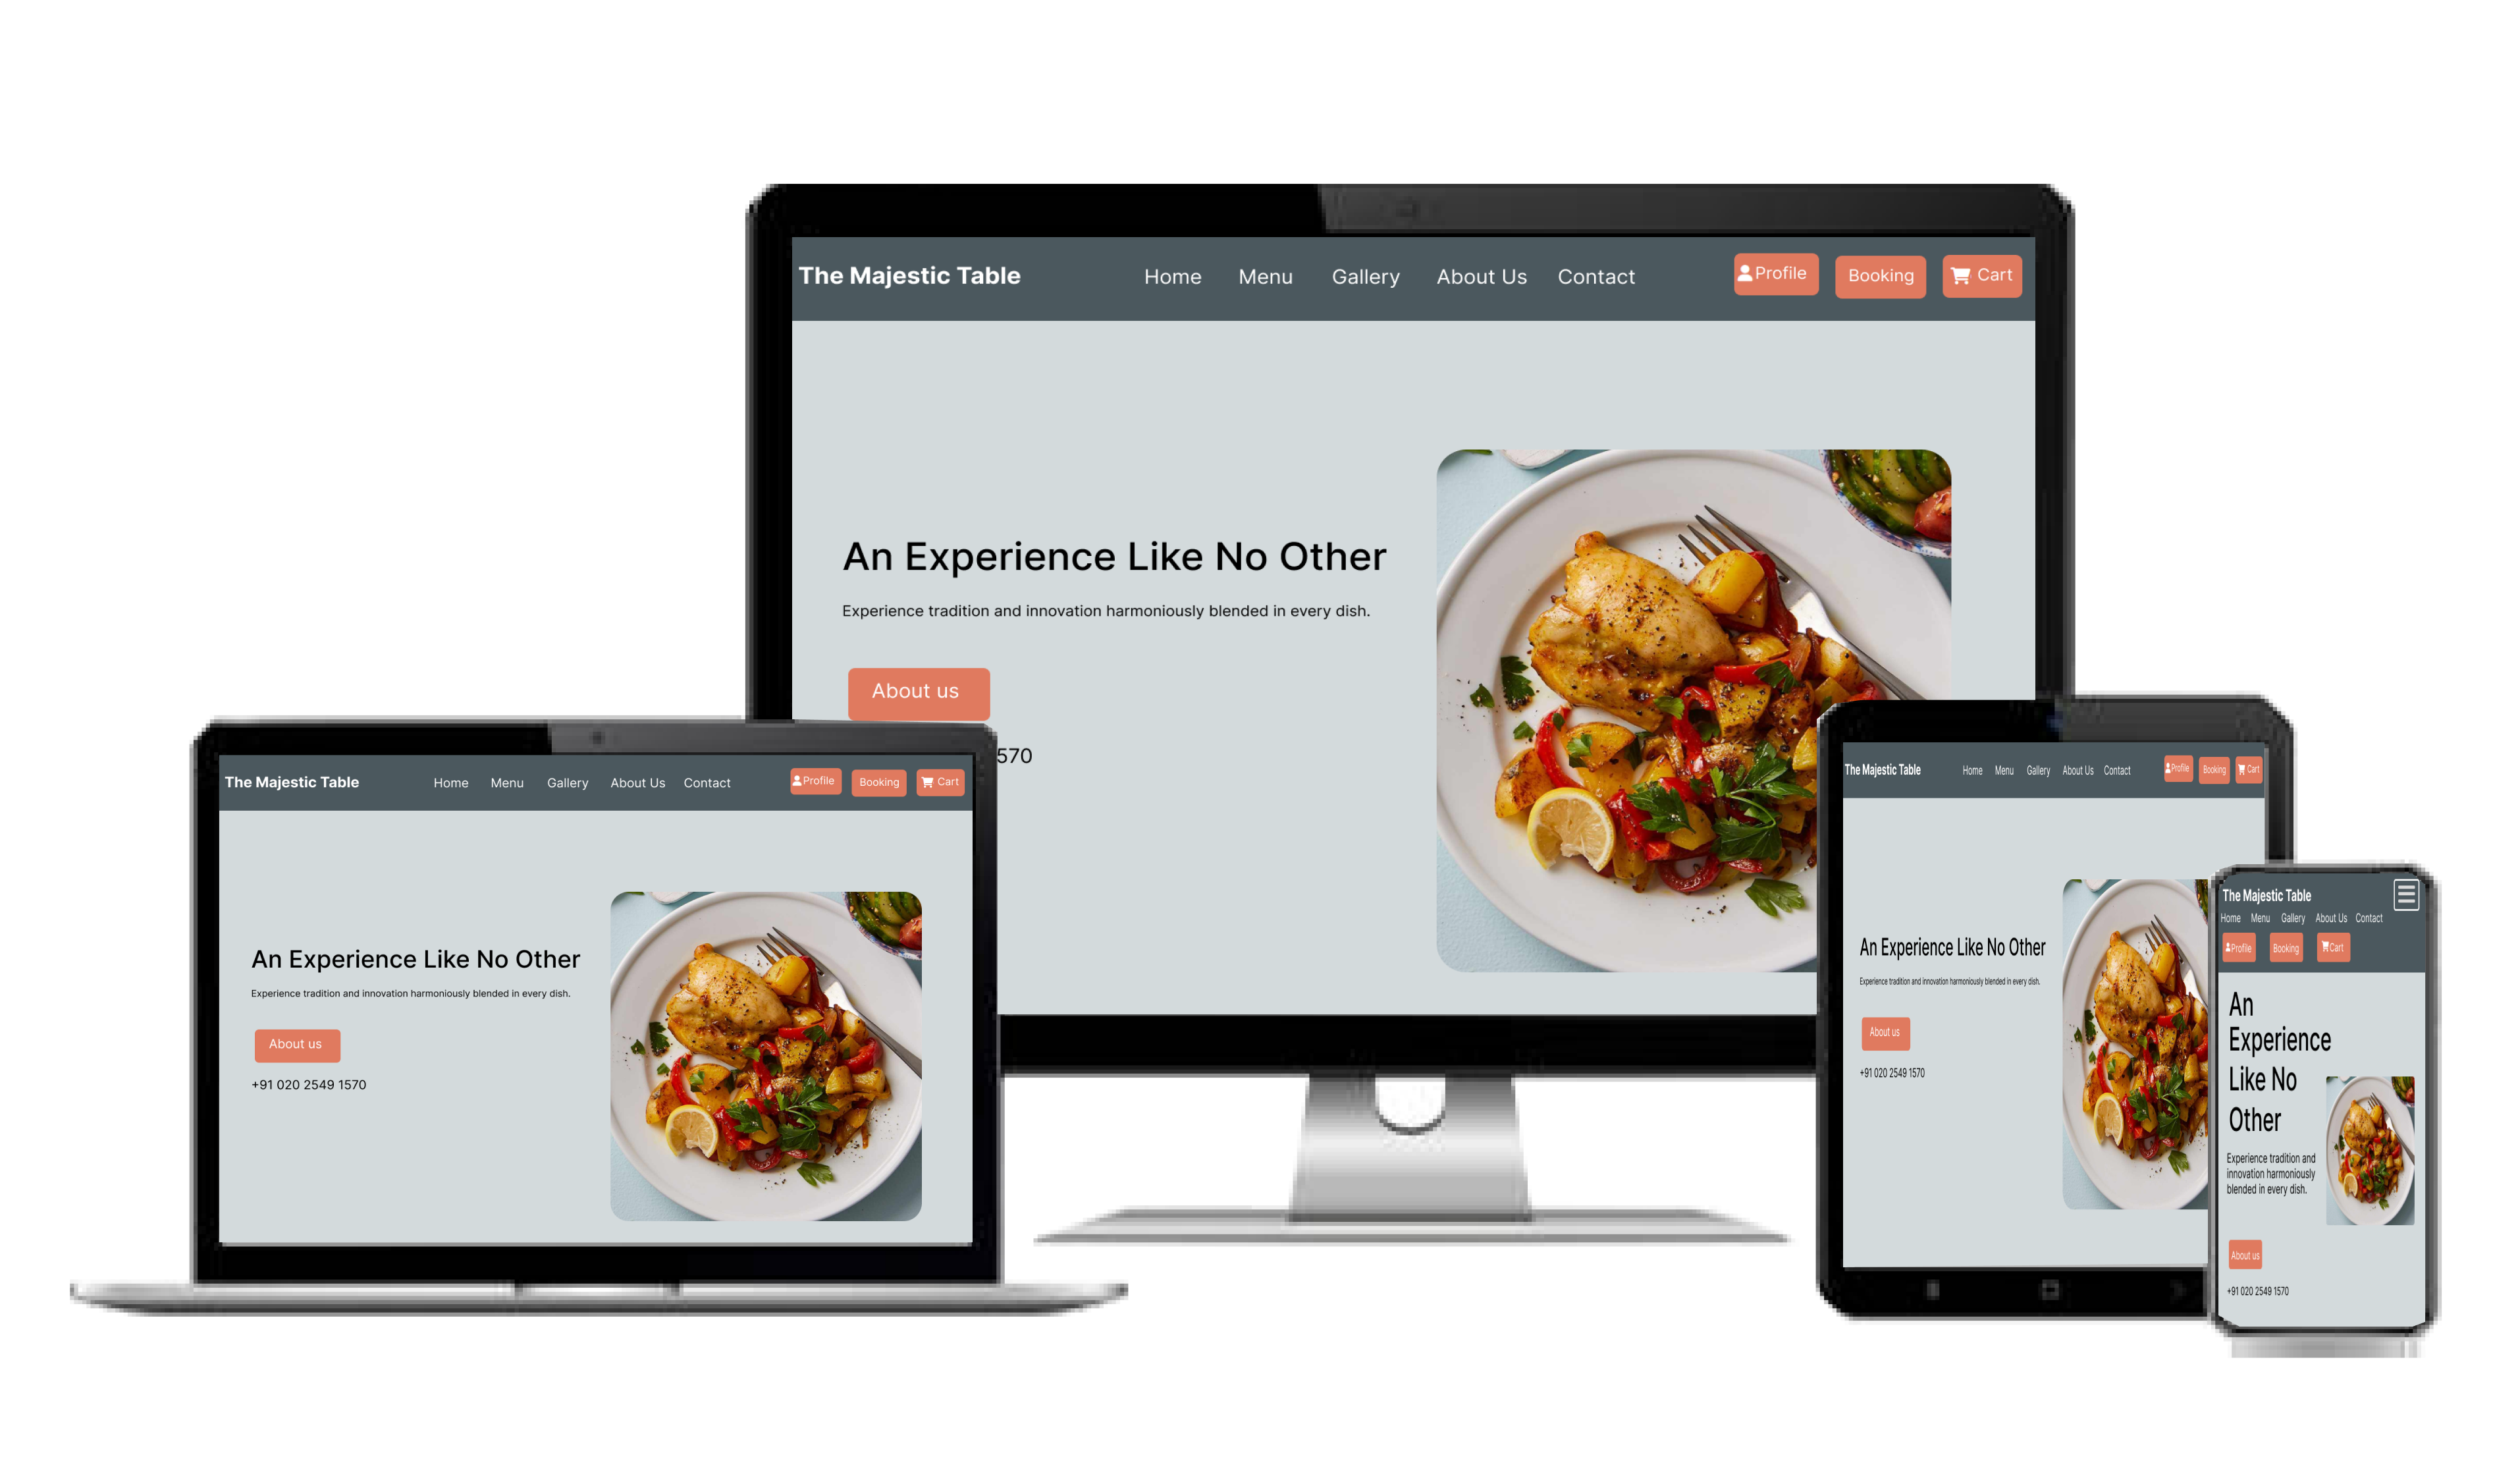 The Majestic Table Home Menu Gallery About Us Contact Profile Booking Cart
An Experience Like No Other
Experience tradition and innovation harmoniously blended in every dish.
About us
570
The Majestic Table Home Menu Gallery About Us Contact Profile Booking Cart
An Experience Like No Other
Experience tradition and innovation harmoniously blended in every dish.
About us
+91 020 2549 1570
The Majestic Table Home Menu Gallery About Us Contact Profile Booking Cart
An Experience Like No Other
Experience tradition and innovation harmoniously blended in every dish.
About us
+91 020 2549 1570
The Majestic Table
Home Menu Gallery About Us Contact
Profile Booking Cart
An
Experience
Like No
Other
Experience tradition and
innovation harmoniously
blended in every dish.
About us
+91 020 2549 1570